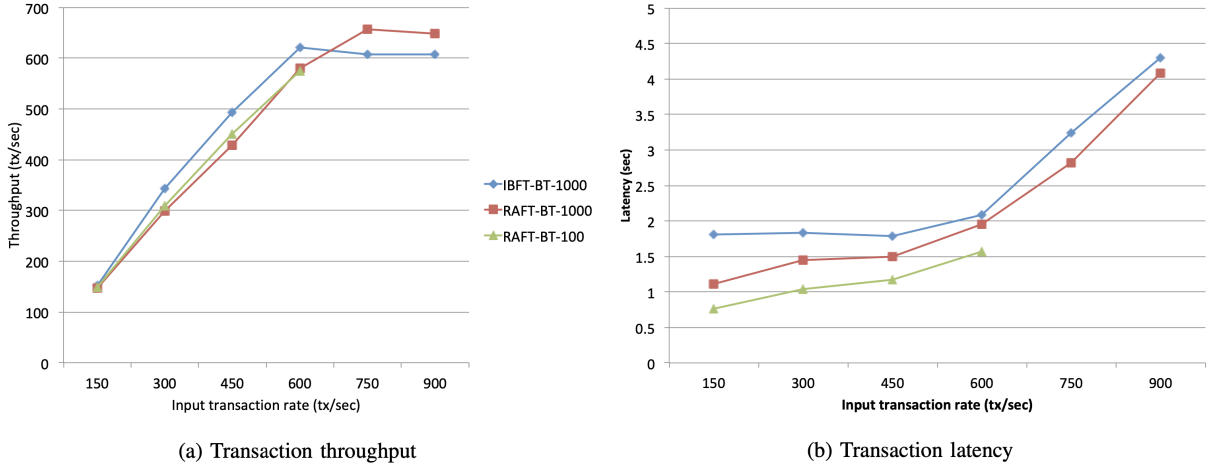 700
600
500
400
300
200
100
0
Throughput (tx/sec)
150 300 450 600 750 900
Input transaction rate (tx/sec)
IBFT-BT-1000
RAFT-BT-1000
RAFT-BT-100
(a) Transaction throughput
5
4.5
4
3.5
3
2.5
2
1.5
1
0.5
0
Latency (sec)
150 300 450 600 750 900
Input transaction rate (tx/sec)
(b) Transaction latency